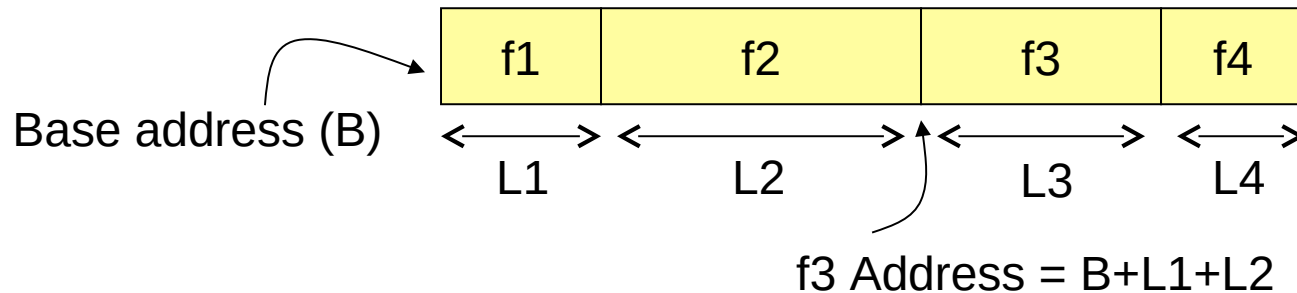 f1 f2 f3 f4
Base address (B)
L1 L2 L3 L4
f3 Address = B+L1+L2